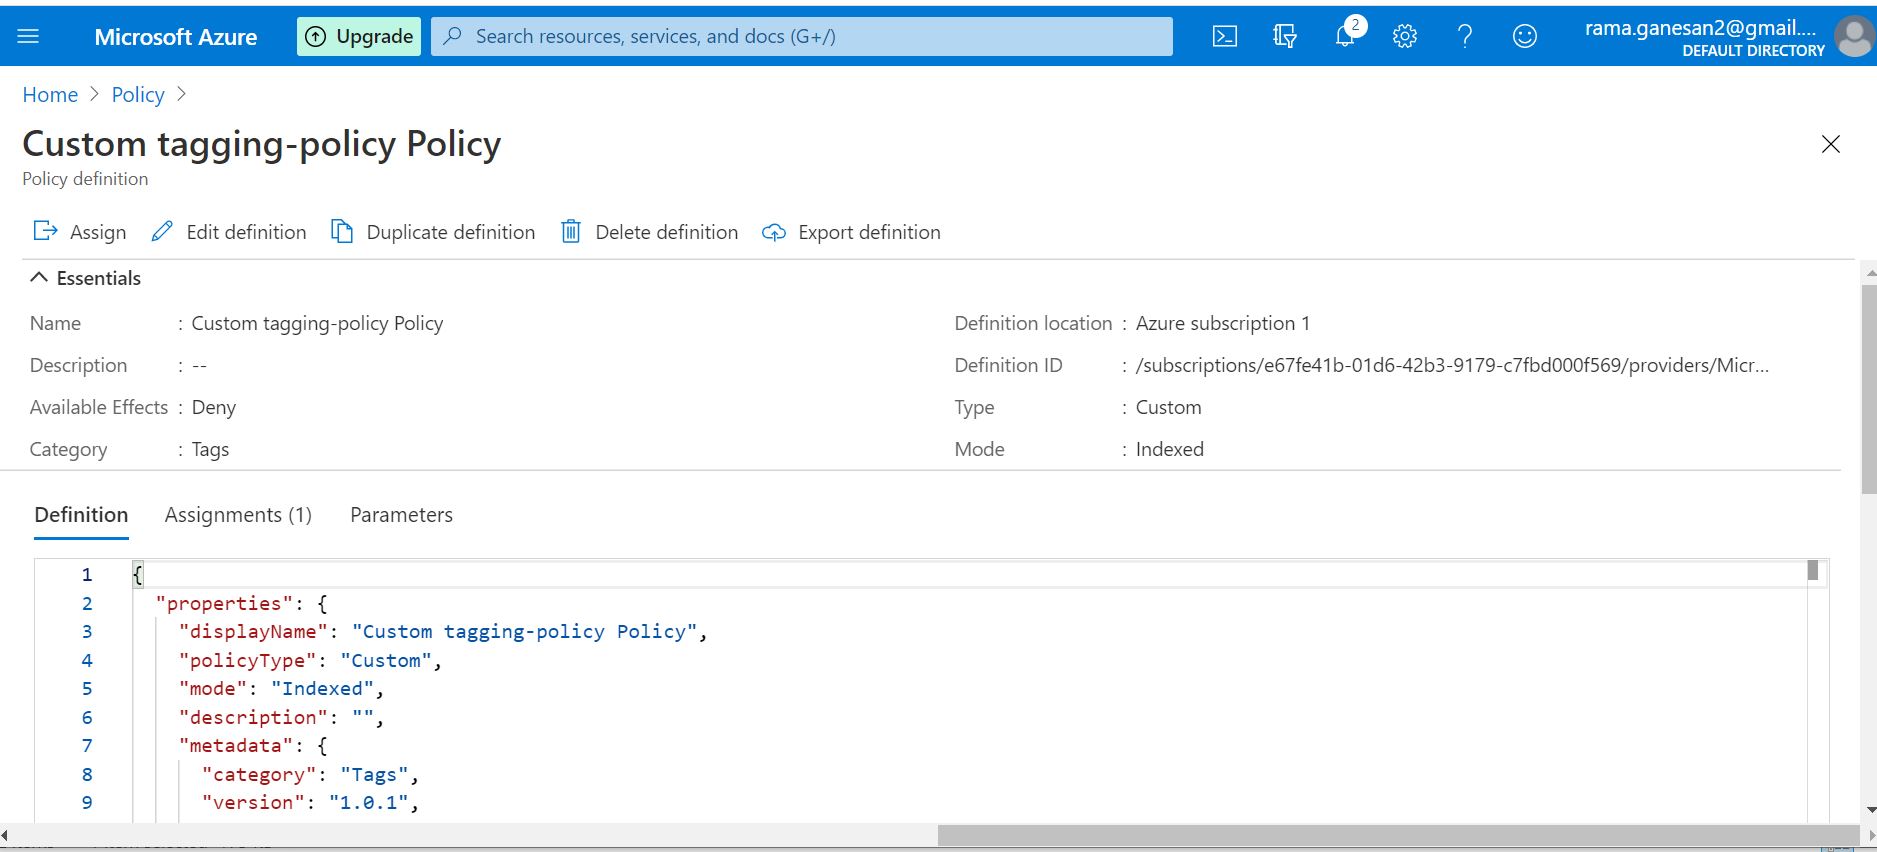 Microsoft Azure
Upgrade
Search resources, services, and docs (G+/)
2
rama.ganesan2@gmail....
DEFAULT DIRECTORY
Home > Policy >
Custom tagging-policy Policy
Policy definition
Assign
Edit definition
Duplicate definition
Delete definition
Export definition
Essentials
Name : Custom tagging-policy Policy
Definition location : Azure subscription 1
Description : --
Definition ID : /subscriptions/e67fe41b-01d6-42b3-9179-c7fbd000f569/providers/Micr...
Available Effects : Deny
Type : Custom
Category : Tags
Mode : Indexed
Definition
Assignments (1)
Parameters
1 {
2 "properties": {
3 "displayName": "Custom tagging-policy Policy",
4 "policyType": "Custom",
5 "mode": "Indexed",
6 "description": "",
7 "metadata": {
8 "category": "Tags",
9 "version": "1.0.1",